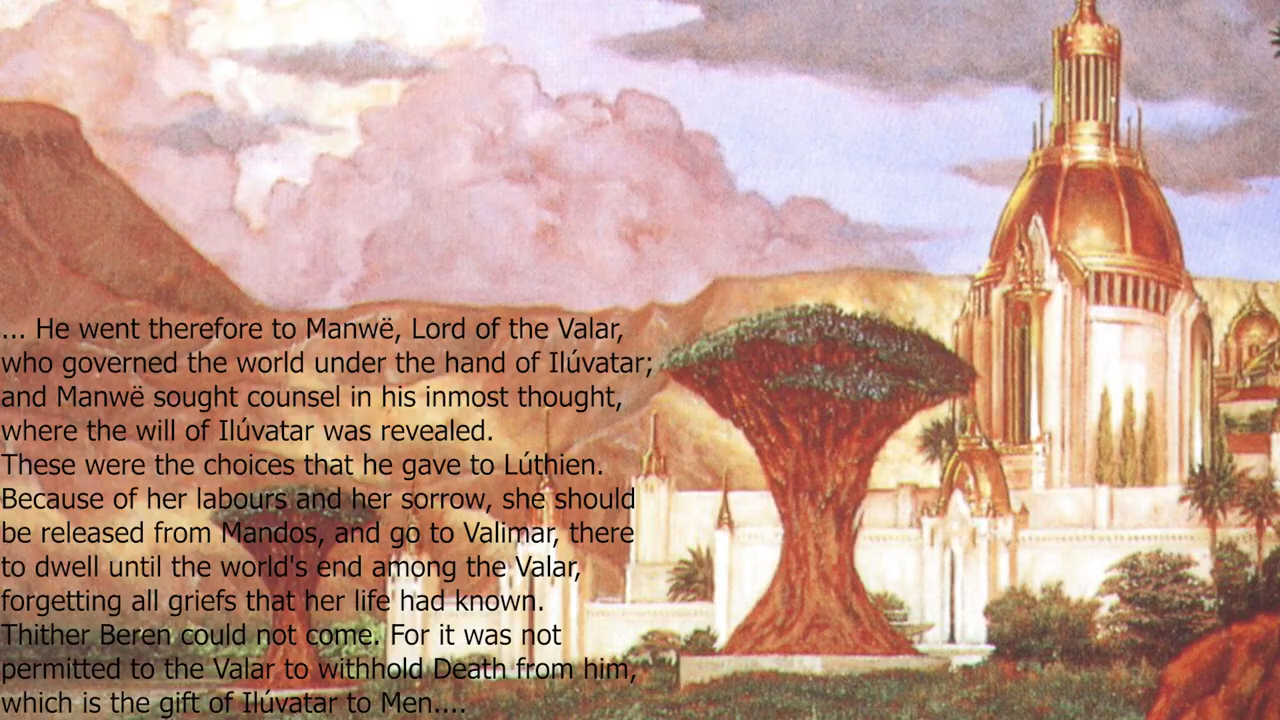 ... He went therefore to Manwë, Lord of the Valar,
who governed the world under the hand of Ilúvatar;
and Manwë sought counsel in his inmost thought,
where the will of Ilúvatar was revealed.
These were the choices that he gave to Lúthien.
Because of her labours and her sorrow, she should
be released from Mandos, and go to Valimar, there
to dwell until the world's end among the Valar,
forgetting all griefs that her life had known.
Thither Beren could not come. For it was not
permitted to the Valar to withhold Death from him,
which is the gift of Ilúvatar to Men....